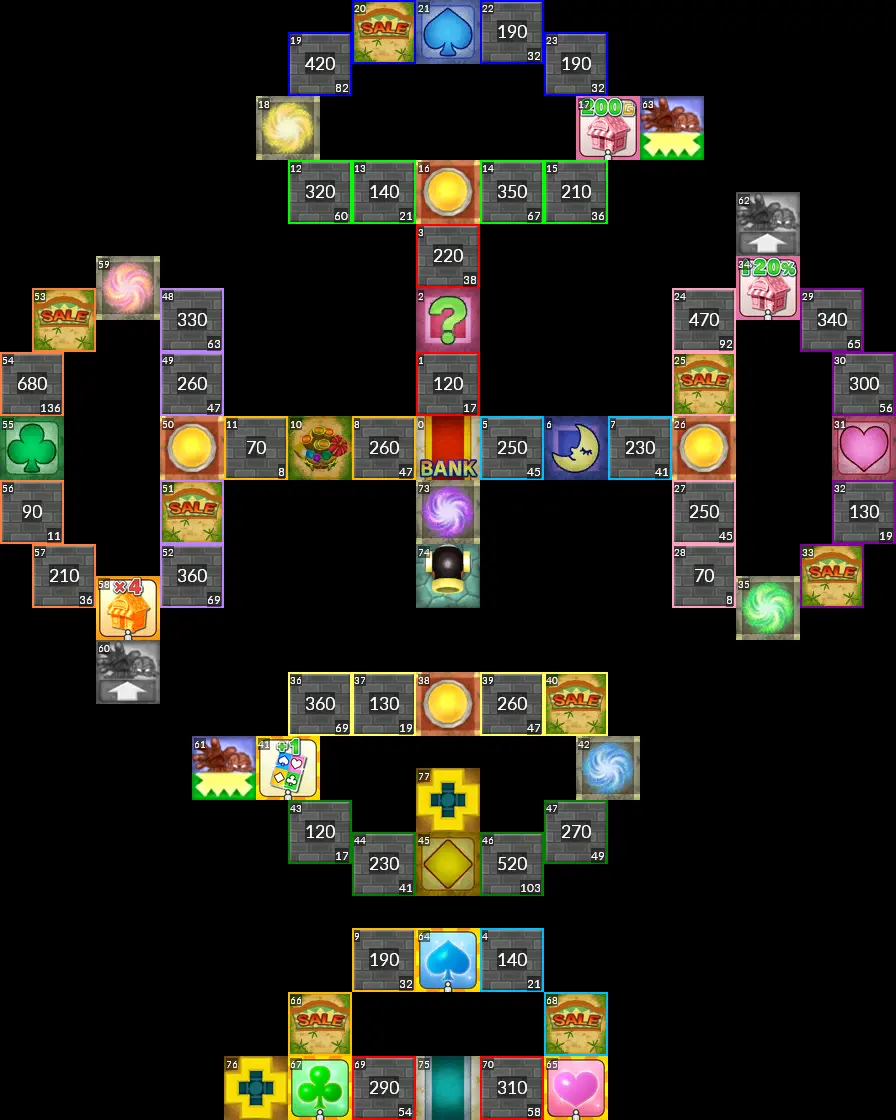 20 SALE 21 22 190 32
19 420 82 23 190 32
18 17 200G 63
12 320 60 13 140 21 16 14 350 67 15 210 36
62
3 220 38
59 34 +20%
53 SALE 48 330 63 2 ? 24 470 92 29 340 65
54 680 136 49 260 47 1 120 17 25 SALE 30 300 56
55 50 11 70 8 10 8 260 47 0 BANK 5 250 45 6 7 230 41 26 31
56 90 11 51 SALE 73 27 250 45 32 130 19
57 210 36 58 ×4 52 360 69 74 28 70 8 35 33 SALE
60
36 360 69 37 130 19 38 39 260 47 40 SALE
61 41 +1 42
77
43 120 17 47 270 49
44 230 41 45 46 520 103
9 190 32 64 4 140 21
66 SALE 68 SALE
76 67 69 290 54 75 70 310 58 65